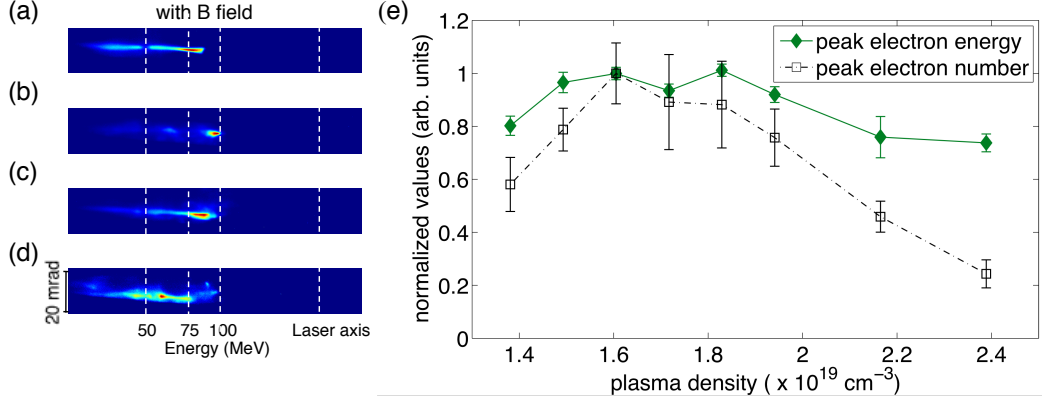 (a)
with B field
(b)
(c)
(d)
20 mrad
50 75 100 Laser axis
Energy (MeV)
(e)
normalized values (arb. units)
1.2
1
0.8
0.6
0.4
0.2
0
peak electron energy
peak electron number
1.4 1.6 1.8 2 2.2 2.4
plasma density ( x 10¹⁹ cm⁻³)